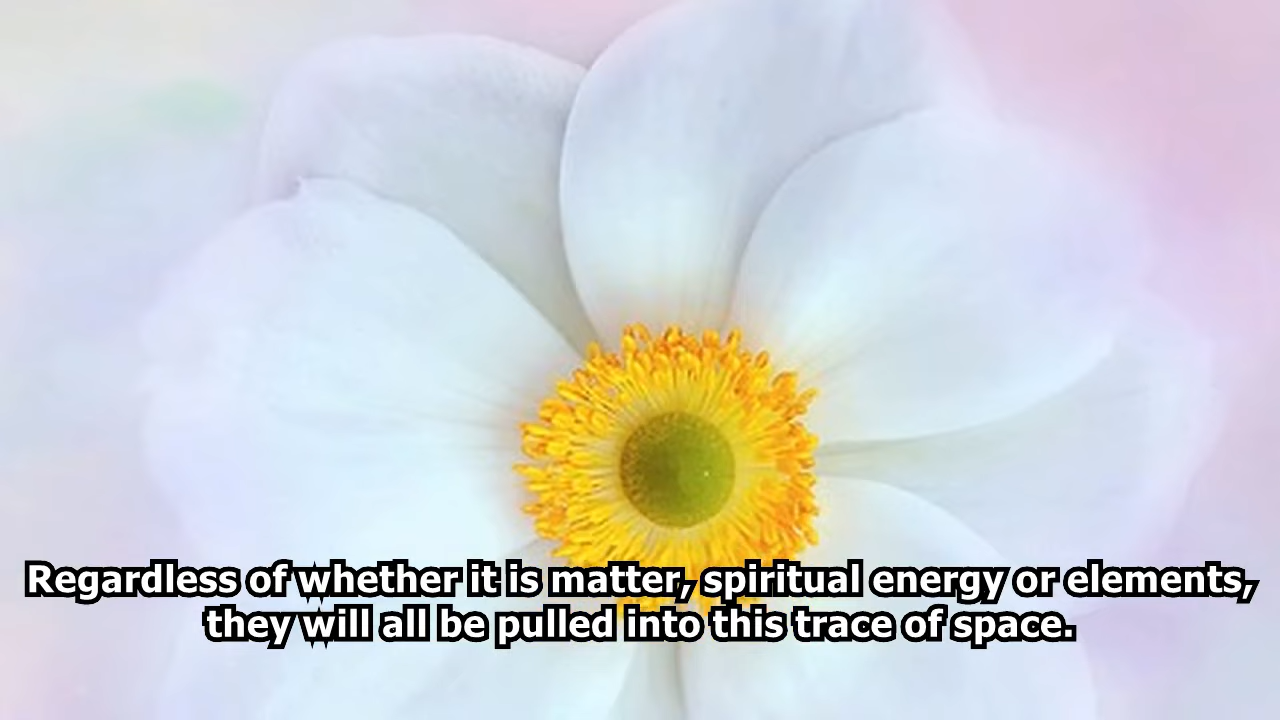 Regardless of whether it is matter, spiritual energy or elements,
they will all be pulled into this trace of space.